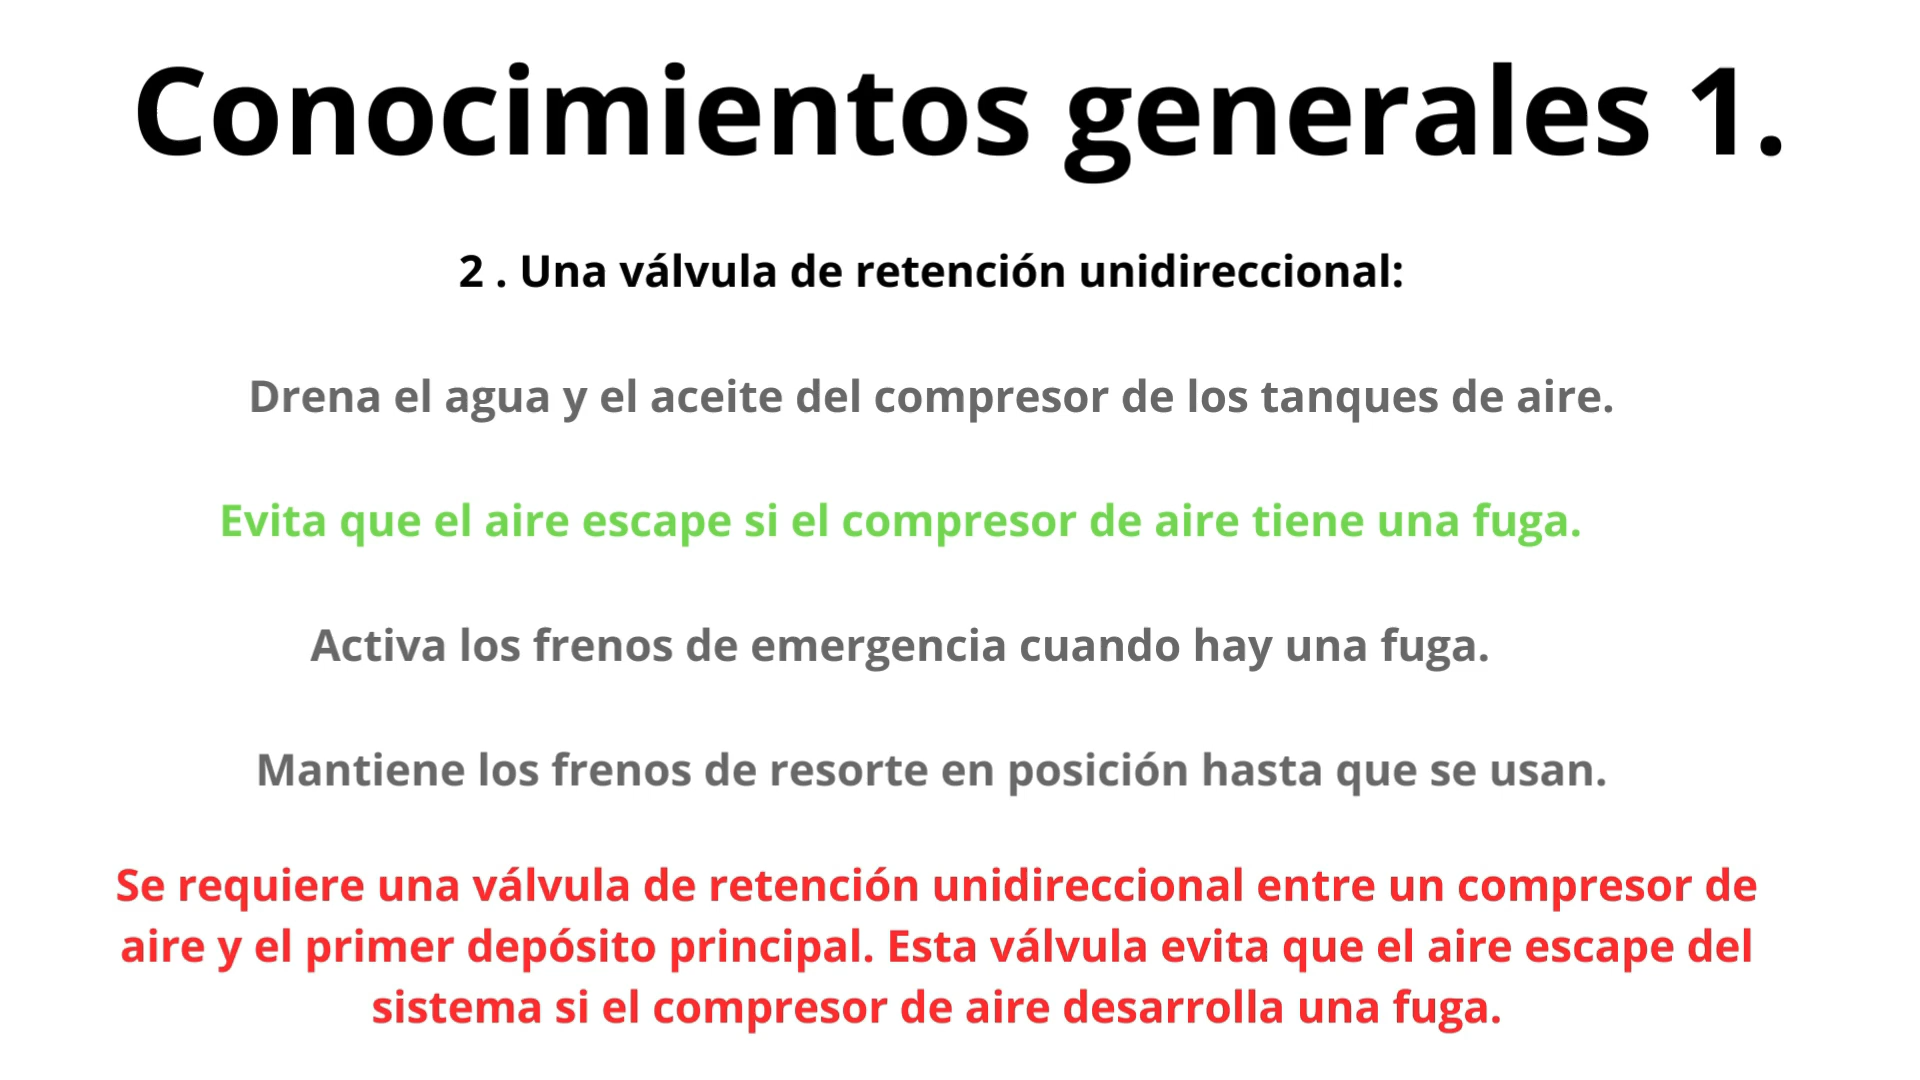 Conocimientos generales 1.
2 . Una válvula de retención unidireccional:
Drena el agua y el aceite del compresor de los tanques de aire.
Evita que el aire escape si el compresor de aire tiene una fuga.
Activa los frenos de emergencia cuando hay una fuga.
Mantiene los frenos de resorte en posición hasta que se usan.
Se requiere una válvula de retención unidireccional entre un compresor de
aire y el primer depósito principal. Esta válvula evita que el aire escape del
sistema si el compresor de aire desarrolla una fuga.